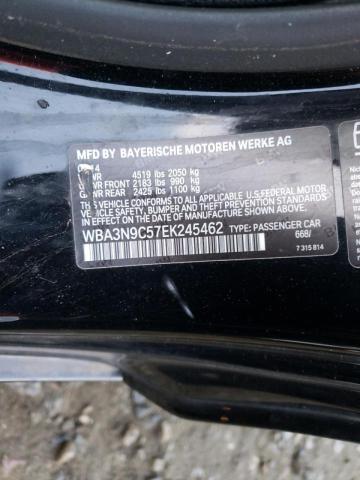 MFD BY BAYERISCHE MOTOREN WERKE AG
4519 lbs 2050 kg
FRONT 2183 lbs 990 kg
REAR 2425 lbs 1100 kg
VEHICLE CONFORMS TO ALL APPLICABLE U.S. FEDERAL MOTOR
VEHICLE SAFETY, BUMPER AND THEFT PREVENTION STANDARDS
IN EFFECT ON THE DATE OF MANUFACTURE SHOWN ABOVE.
WBA3N9C57EK245462 TYPE: PASSENGER CAR
668/
7 315 814